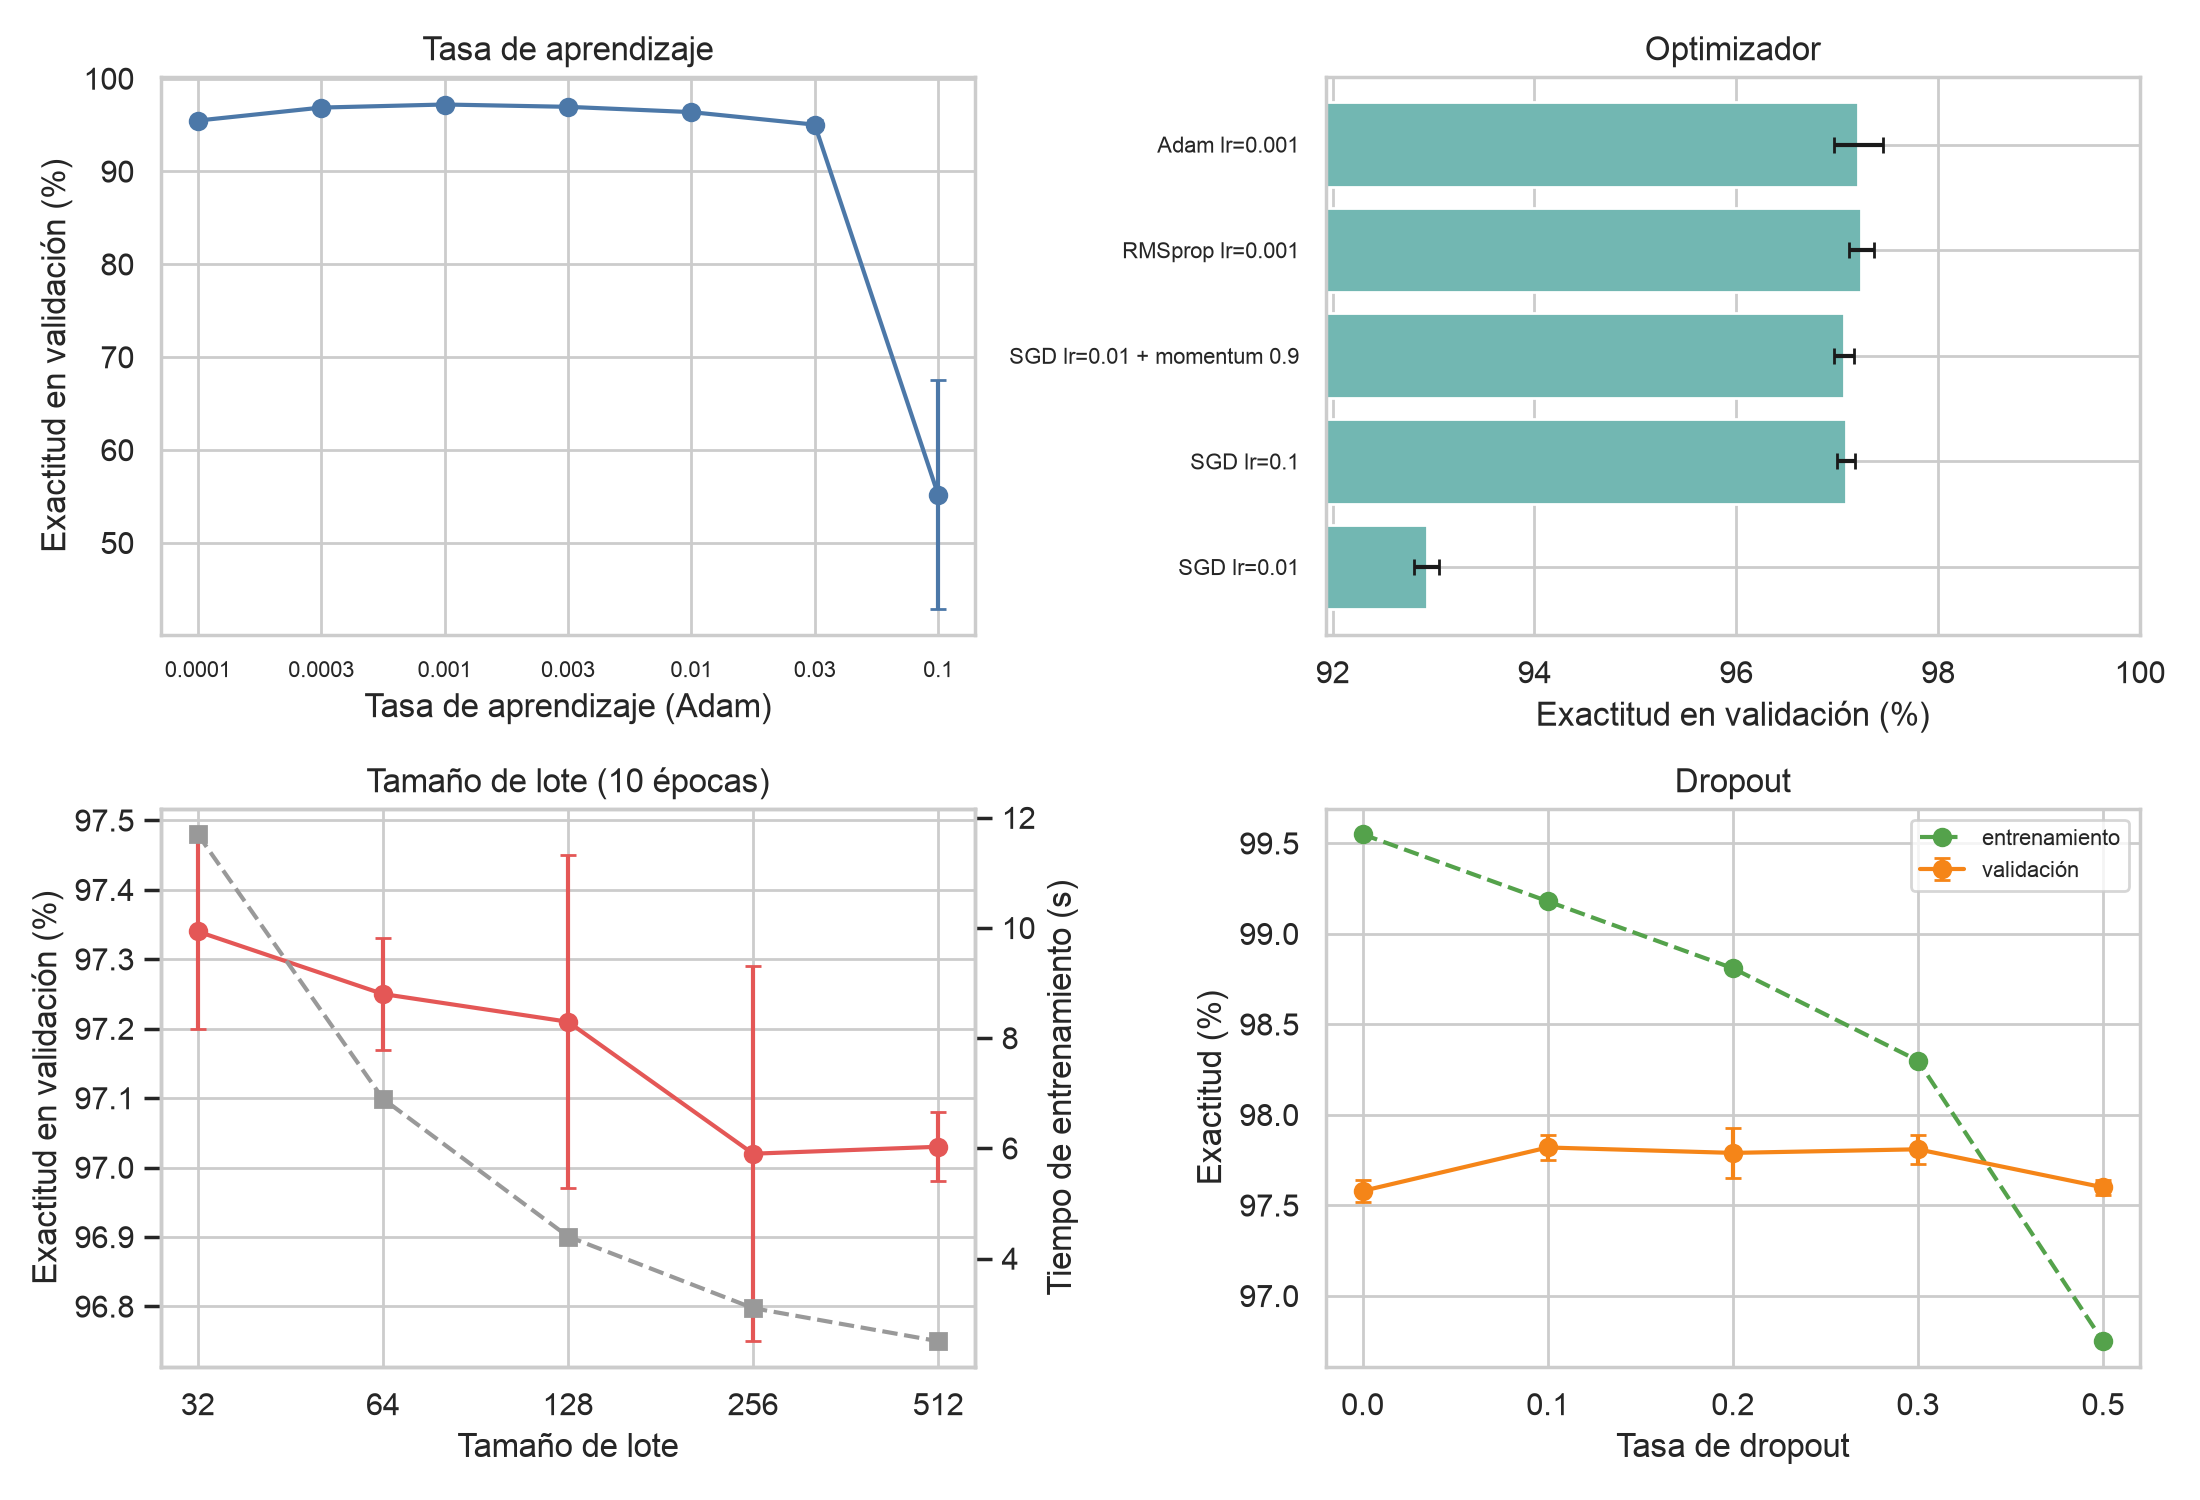 Tasa de aprendizaje
Exactitud en validación (%)
100
90
80
70
60
50
0.0001 0.0003 0.001 0.003 0.01 0.03 0.1
Tasa de aprendizaje (Adam)
Optimizador
Adam lr=0.001
RMSprop lr=0.001
SGD lr=0.01 + momentum 0.9
SGD lr=0.1
SGD lr=0.01
92 94 96 98 100
Exactitud en validación (%)
Tamaño de lote (10 épocas)
Exactitud en validación (%)
97.5
97.4
97.3
97.2
97.1
97.0
96.9
96.8
12
10
8
6
4
Tiempo de entrenamiento (s)
32 64 128 256 512
Tamaño de lote
Dropout
Exactitud (%)
99.5
99.0
98.5
98.0
97.5
97.0
entrenamiento
validación
0.0 0.1 0.2 0.3 0.5
Tasa de dropout